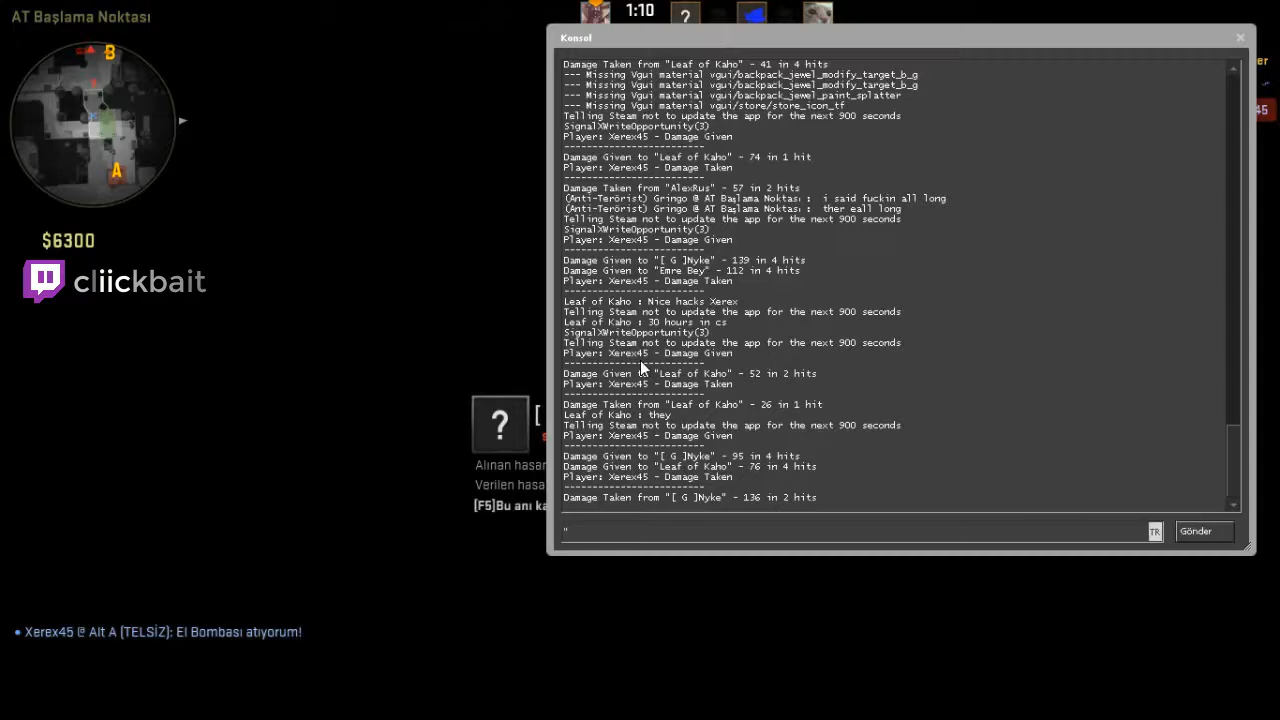 AT Başlama Noktası
1:10
?
B
A
$6300
cliickbait
Konsol
Damage Taken from "Leaf of Kaho" - 41 in 4 hits
--- Missing Vgui material vgui/backpack_jewel_modify_target_b_g
--- Missing Vgui material vgui/backpack_jewel_modify_target_b_g
--- Missing Vgui material vgui/backpack_jewel_paint_splatter
--- Missing Vgui material vgui/store/store_icon_tf
Telling Steam not to update the app for the next 900 seconds
SignalXWriteOpportunity(3)
Player: Xerex45 - Damage Given
-------------------------
Damage Given to "Leaf of Kaho" - 74 in 1 hit
Player: Xerex45 - Damage Taken
-------------------------
Damage Taken from "AlexRus" - 57 in 2 hits
(Anti-Terörist) Gringo @ AT Başlama Noktası :  i said fuckin all long
(Anti-Terörist) Gringo @ AT Başlama Noktası :  ther eall long
Telling Steam not to update the app for the next 900 seconds
SignalXWriteOpportunity(3)
Player: Xerex45 - Damage Given
-------------------------
Damage Given to "[ G ]Nyke" - 139 in 4 hits
Damage Given to "Emre Bey" - 112 in 4 hits
Player: Xerex45 - Damage Taken
-------------------------
Leaf of Kaho : Nice hacks Xerex
Telling Steam not to update the app for the next 900 seconds
Leaf of Kaho : 30 hours in cs
SignalXWriteOpportunity(3)
Telling Steam not to update the app for the next 900 seconds
Player: Xerex45 - Damage Given
-------------------------
Damage Given to "Leaf of Kaho" - 52 in 2 hits
Player: Xerex45 - Damage Taken
-------------------------
Damage Taken from "Leaf of Kaho" - 26 in 1 hit
Leaf of Kaho : they
Telling Steam not to update the app for the next 900 seconds
Player: Xerex45 - Damage Given
-------------------------
Damage Given to "[ G ]Nyke" - 95 in 4 hits
Damage Given to "Leaf of Kaho" - 76 in 4 hits
Player: Xerex45 - Damage Taken
-------------------------
Damage Taken from "[ G ]Nyke" - 136 in 2 hits
"
TR
Gönder
er
45
? [
Alınan hasar
Verilen hasa
[F5]Bu anı ka
• Xerex45 @ Alt A (TELSİZ): El Bombası atıyorum!